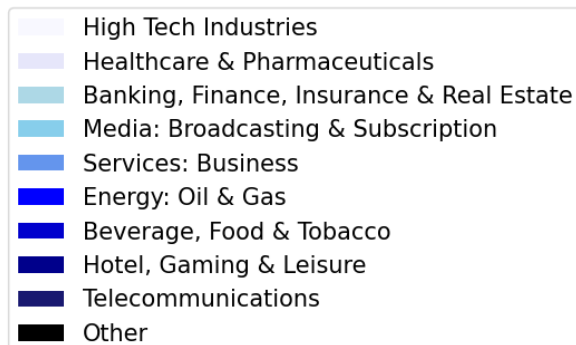 High Tech Industries
Healthcare & Pharmaceuticals
Banking, Finance, Insurance & Real Estate
Media: Broadcasting & Subscription
Services: Business
Energy: Oil & Gas
Beverage, Food & Tobacco
Hotel, Gaming & Leisure
Telecommunications
Other